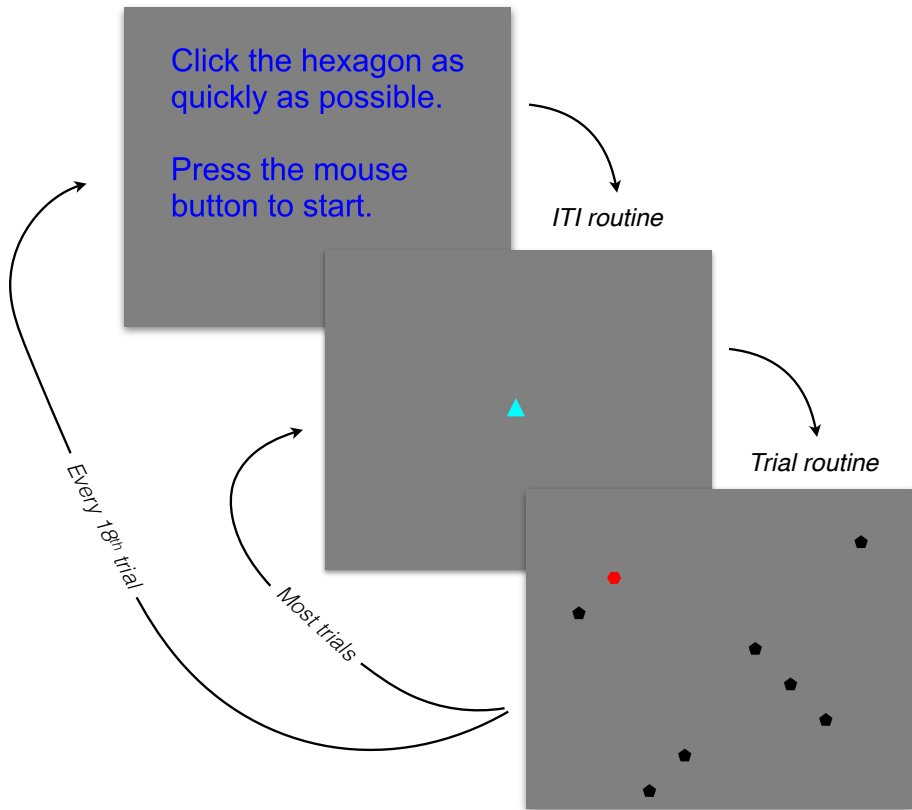 Click the hexagon as
quickly as possible.
Press the mouse
button to start.
ITI routine
Trial routine
Every 18th trial
Most trials